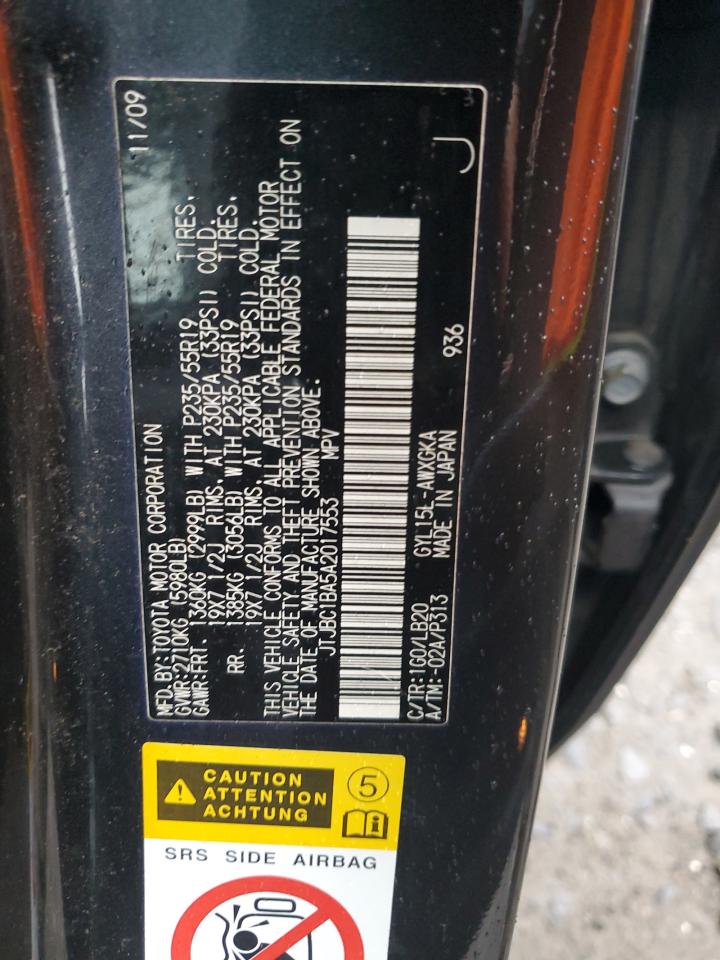 MFD. BY: TOYOTA MOTOR CORPORATION 11/09
GVWR: 2710KG (5980LB)
GAWR: FRT. 1360KG (2999LB) WITH P235/55R19 TIRES,
19X7 1/2J RIMS, AT 230KPA (33PSI) COLD.
RR. 1385KG (3056LB) WITH P235/55R19 TIRES,
19X7 1/2J RIMS, AT 230KPA (33PSI) COLD.
THIS VEHICLE CONFORMS TO ALL APPLICABLE FEDERAL MOTOR
VEHICLE SAFETY AND THEFT PREVENTION STANDARDS IN EFFECT ON
THE DATE OF MANUFACTURE SHOWN ABOVE.
JTJBC1BA5A2017553 MPV
C/TR: 1G0/LB20 GYL15L-AWXGKA
A/TM: -02A/P313 MADE IN JAPAN 936 J
CAUTION
ATTENTION
ACHTUNG
5
SRS SIDE AIRBAG